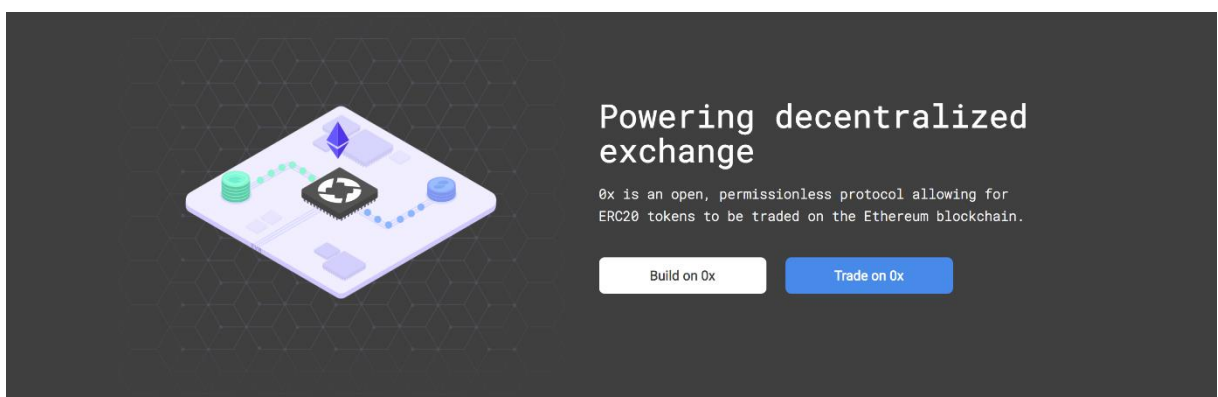 Powering decentralized
exchange
0x is an open, permissionless protocol allowing for
ERC20 tokens to be traded on the Ethereum blockchain.
Build on 0x
Trade on 0x